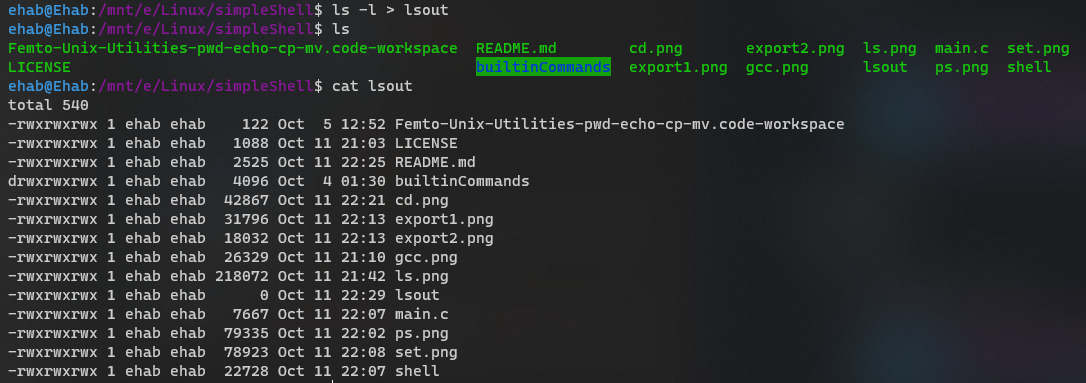 ehab@Ehab:/mnt/e/Linux/simpleShell$ ls -l > lsout
ehab@Ehab:/mnt/e/Linux/simpleShell$ ls
Femto-Unix-Utilities-pwd-echo-cp-mv.code-workspace  README.md        cd.png       export2.png  ls.png  main.c  set.png
LICENSE                                             builtinCommands  export1.png  gcc.png      lsout   ps.png  shell
ehab@Ehab:/mnt/e/Linux/simpleShell$ cat lsout
total 540
-rwxrwxrwx 1 ehab ehab    122 Oct  5 12:52 Femto-Unix-Utilities-pwd-echo-cp-mv.code-workspace
-rwxrwxrwx 1 ehab ehab   1088 Oct 11 21:03 LICENSE
-rwxrwxrwx 1 ehab ehab   2525 Oct 11 22:25 README.md
drwxrwxrwx 1 ehab ehab   4096 Oct  4 01:30 builtinCommands
-rwxrwxrwx 1 ehab ehab  42867 Oct 11 22:21 cd.png
-rwxrwxrwx 1 ehab ehab  31796 Oct 11 22:13 export1.png
-rwxrwxrwx 1 ehab ehab  18032 Oct 11 22:13 export2.png
-rwxrwxrwx 1 ehab ehab  26329 Oct 11 21:10 gcc.png
-rwxrwxrwx 1 ehab ehab 218072 Oct 11 21:42 ls.png
-rwxrwxrwx 1 ehab ehab      0 Oct 11 22:29 lsout
-rwxrwxrwx 1 ehab ehab   7667 Oct 11 22:07 main.c
-rwxrwxrwx 1 ehab ehab  79335 Oct 11 22:02 ps.png
-rwxrwxrwx 1 ehab ehab  78923 Oct 11 22:08 set.png
-rwxrwxrwx 1 ehab ehab  22728 Oct 11 22:07 shell